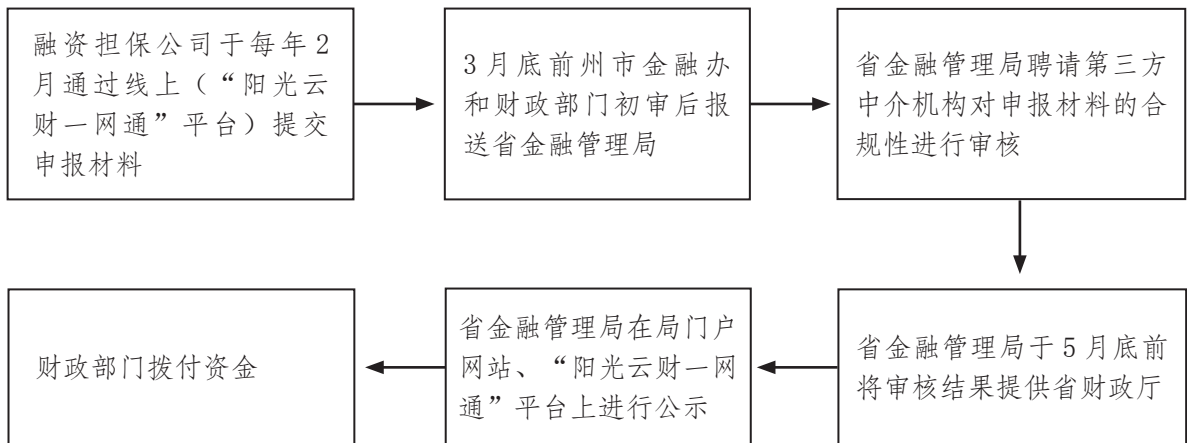 融资担保公司于每年2
月通过线上(“阳光云
财一网通”平台)提交
申报材料
3月底前州市金融办
和财政部门初审后报
送省金融管理局
省金融管理局聘请第三方
中介机构对申报材料的合
规性进行审核
省金融管理局于5月底前
将审核结果提供省财政厅
省金融管理局在局门户
网站、“阳光云财一网
通”平台上进行公示
财政部门拨付资金